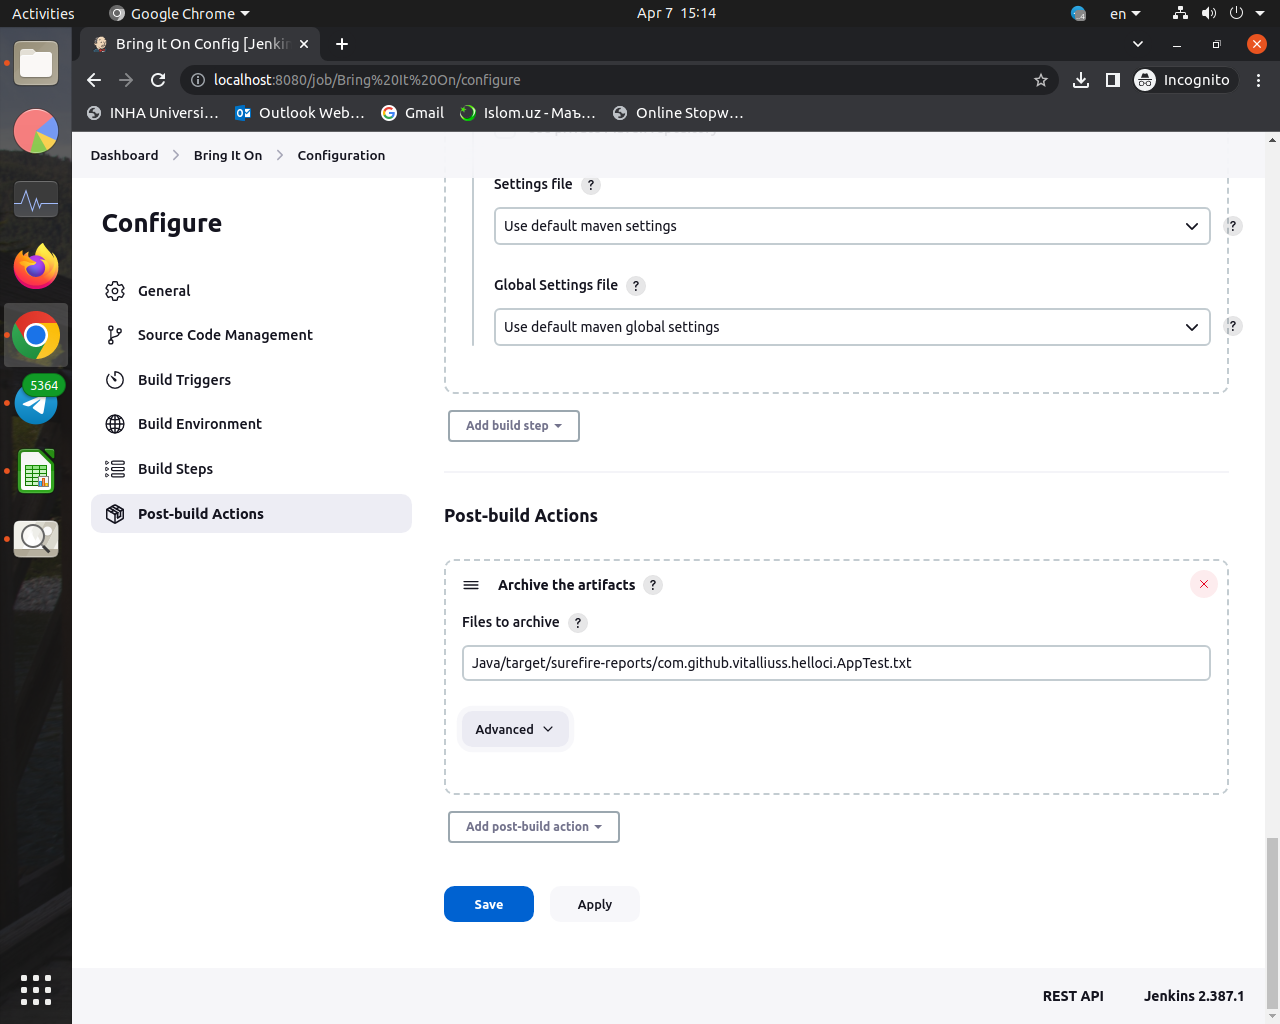 Activities
Google Chrome
Apr 7 15:14
en
Bring It On Config [Jenkin
localhost:8080/job/Bring%20It%20On/configure
Incognito
INHA Universi...
Outlook Web...
Gmail
Islom.uz - Маъ...
Online Stopw...
Dashboard
Bring It On
Configuration
5364
Configure
General
Source Code Management
Build Triggers
Build Environment
Build Steps
Post-build Actions
Settings file ?
Use default maven settings
?
Global Settings file ?
Use default maven global settings
?
Add build step
Post-build Actions
Archive the artifacts ?
Files to archive ?
Java/target/surefire-reports/com.github.vitalliuss.helloci.AppTest.txt
Advanced
Add post-build action
Save
Apply
REST API
Jenkins 2.387.1